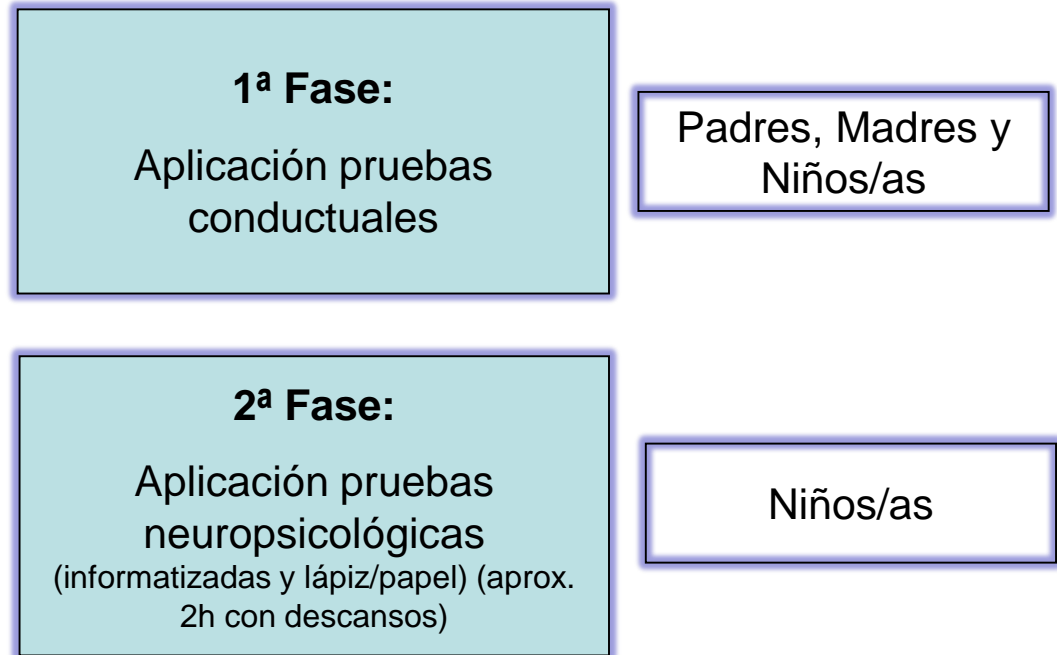 1ª Fase:
Aplicación pruebas
conductuales
Padres, Madres y
Niños/as
2ª Fase:
Aplicación pruebas
neuropsicológicas
(informatizadas y lápiz/papel) (aprox.
2h con descansos)
Niños/as